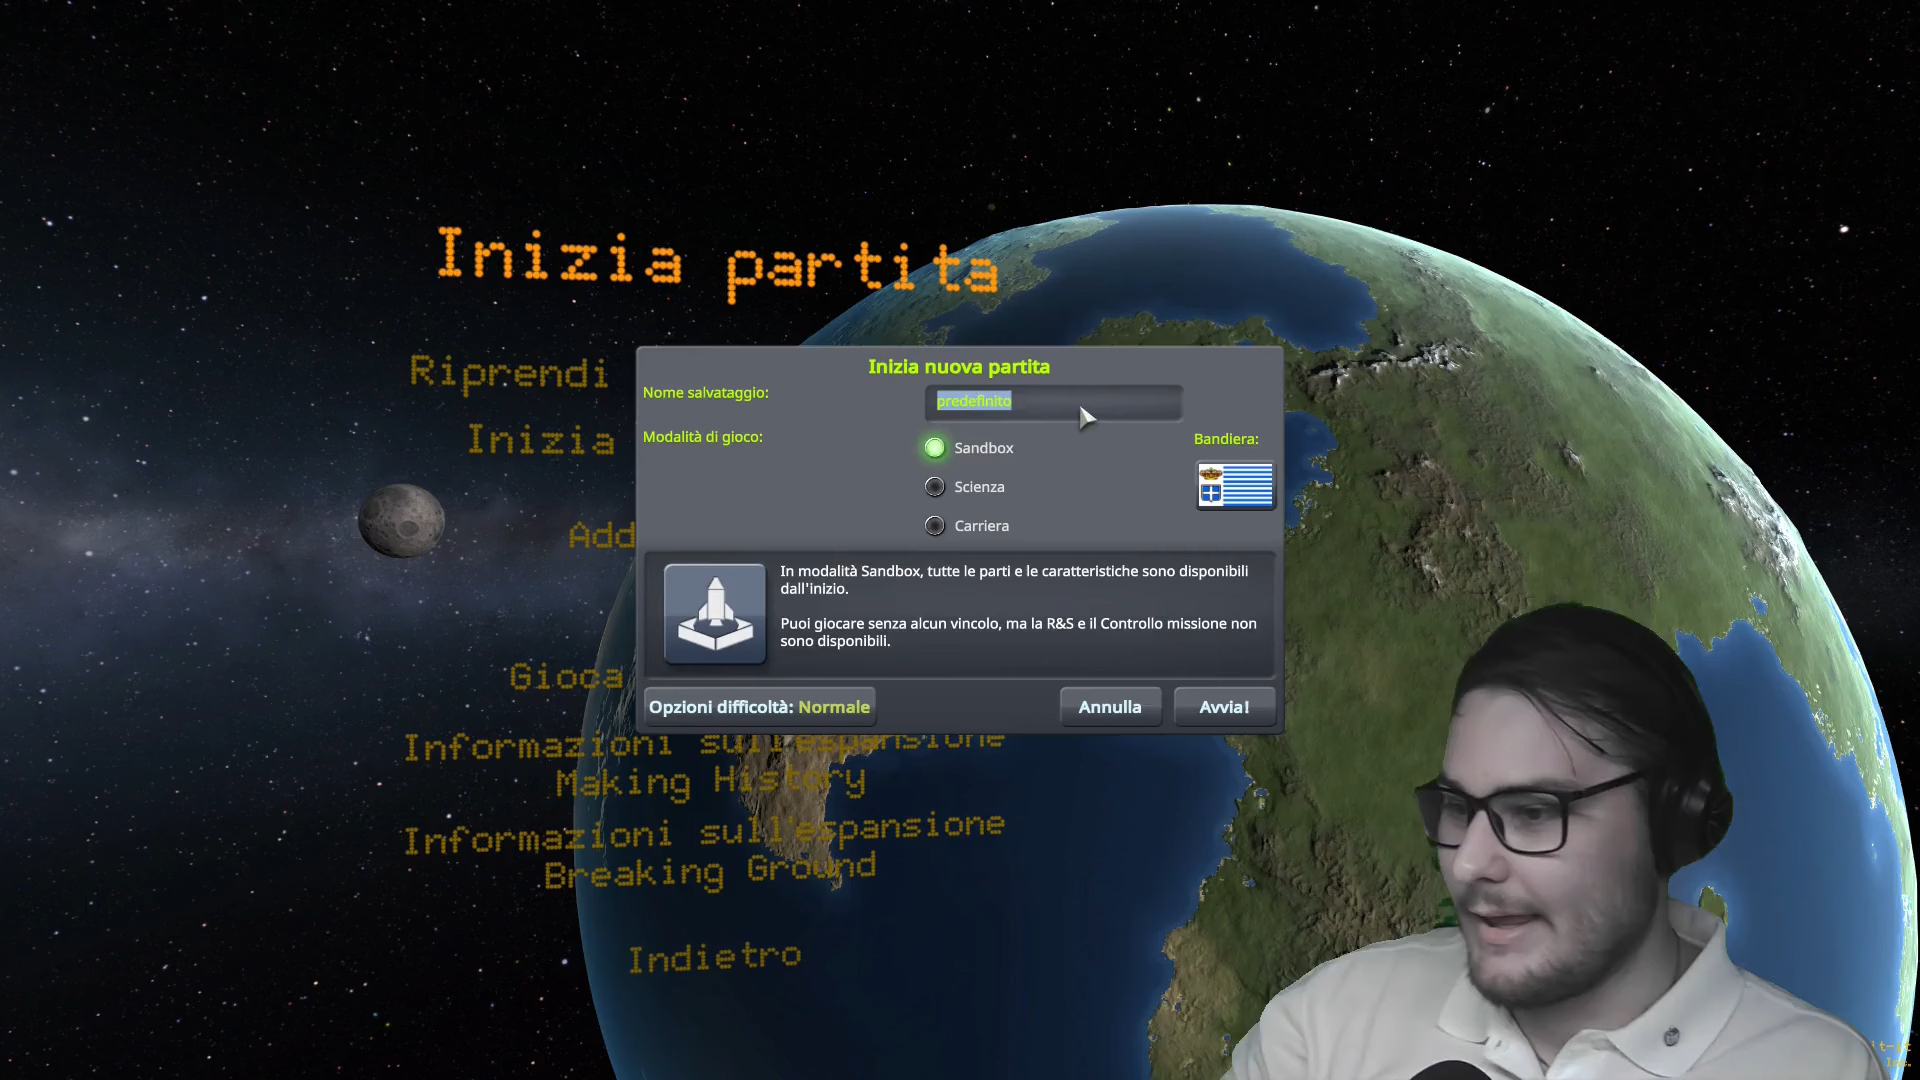 Inizia partita
Riprendi
Inizia
Add
Gioca
Informazioni sull'espansione
Making History
Informazioni sull'espansione
Breaking Ground
Indietro
Inizia nuova partita
Nome salvataggio:
predefinito
Modalità di gioco:
Sandbox
Scienza
Carriera
Bandiera:
In modalità Sandbox, tutte le parti e le caratteristiche sono disponibili
dall'inizio.
Puoi giocare senza alcun vincolo, ma la R&S e il Controllo missione non
sono disponibili.
Opzioni difficoltà: Normale
Annulla
Avvia!